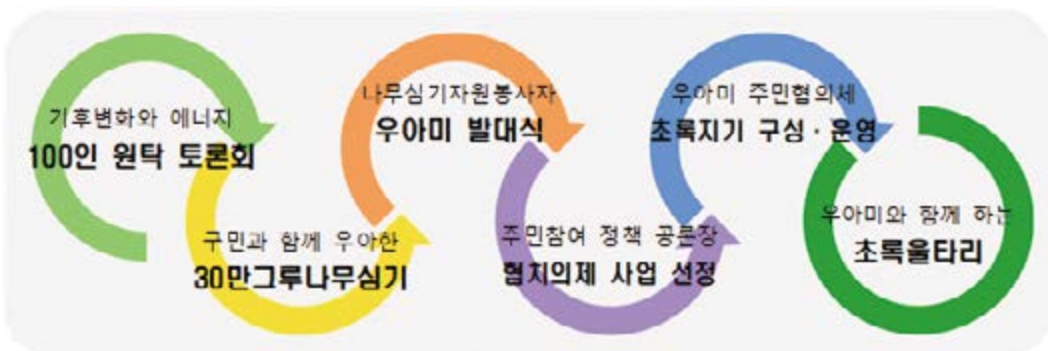 기후변화와 에너지
100인 원탁 토론회
구민과 함께 우아한
30만그루나무심기
나무심기자원봉사자
우아미 발대식
주민참여 정책 공론장
협치의제 사업 선정
우아미 주민협의체
초록지기 구성·운영
우아미와 함께 하는
초록울타리